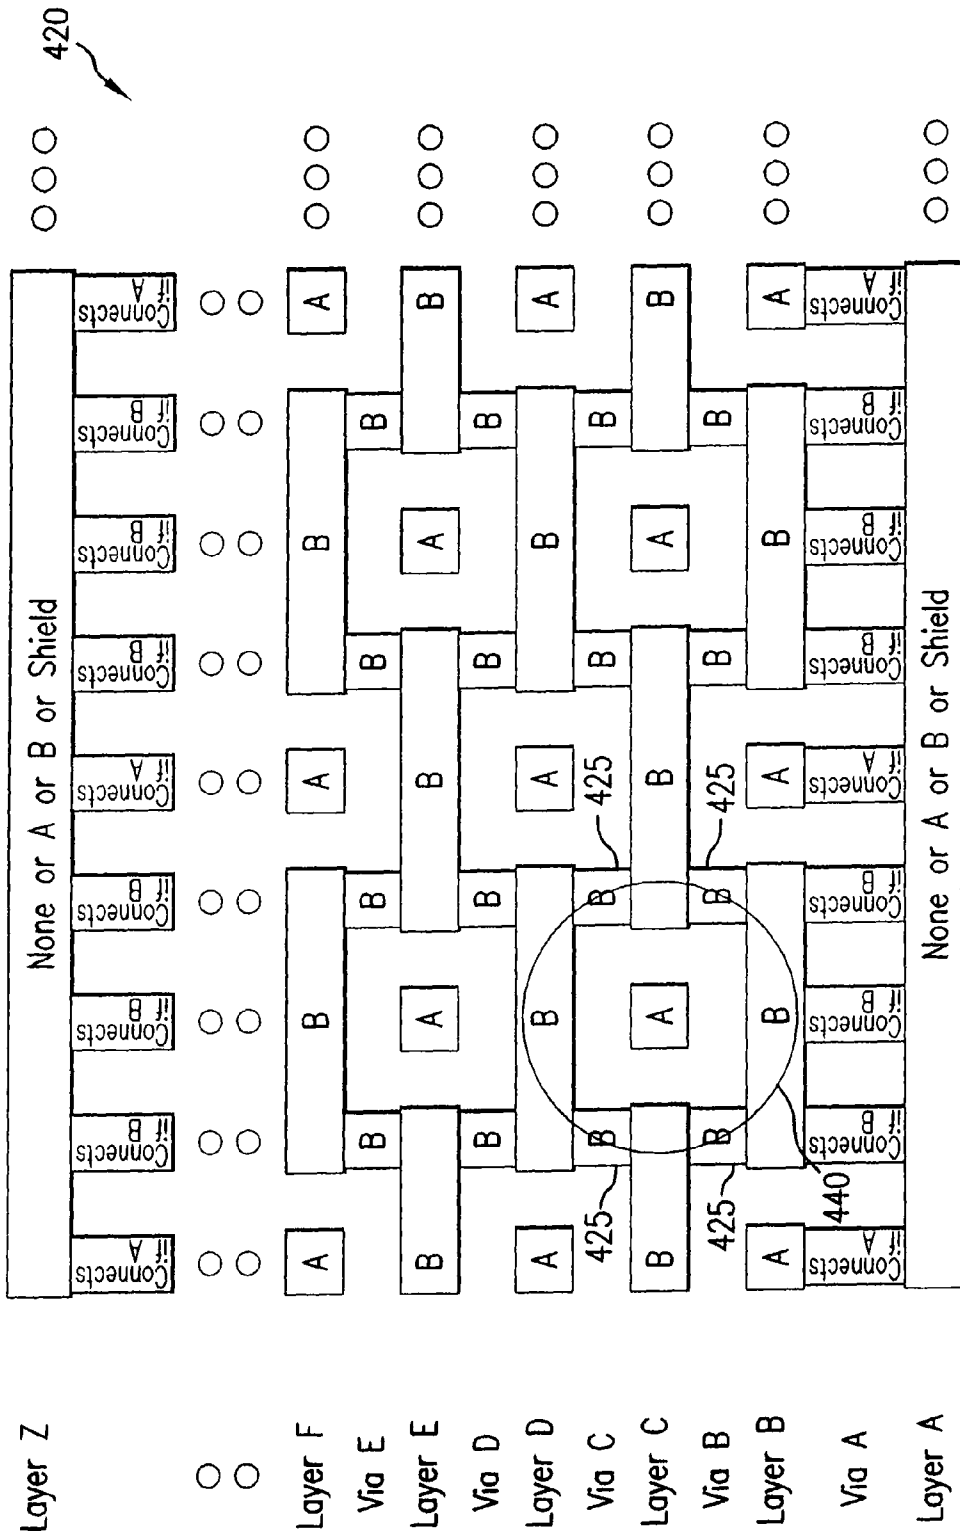 420
Layer Z None or A or B or Shield
Connects if A Connects if B Connects if B Connects if B Connects if A Connects if B Connects if B Connects if B Connects if A
Layer F A B A B A
Via E B B B B
Layer E B A B A B
Via D B B B B
Layer D A B A B A
Via C 425 B B 425 B B
Layer C B A B A B
Via B 425 B B 425 B B
Layer B A B A B A
440
Via A Connects if A Connects if B Connects if B Connects if B Connects if A Connects if B Connects if B Connects if B Connects if A
Layer A None or A or B or Shield